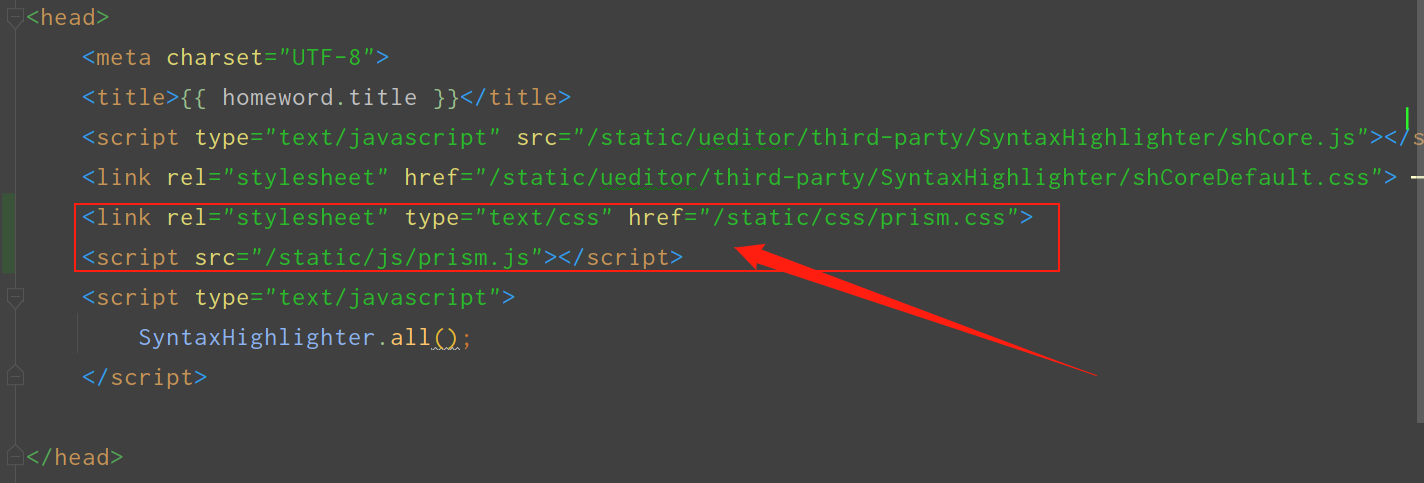 <head>
<meta charset="UTF-8">
<title>{{ homeword.title }}</title>
<script type="text/javascript" src="/static/ueditor/third-party/SyntaxHighlighter/shCore.js"></s
<link rel="stylesheet" href="/static/ueditor/third-party/SyntaxHighlighter/shCoreDefault.css">
<link rel="stylesheet" type="text/css" href="/static/css/prism.css">
<script src="/static/js/prism.js"></script>
<script type="text/javascript">
SyntaxHighlighter.all();
</script>
</head>